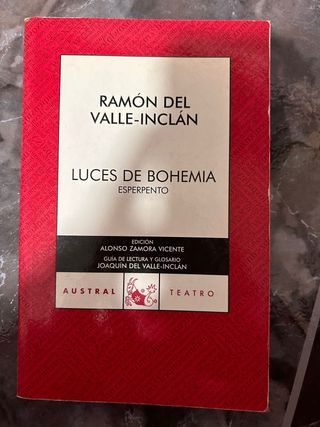 RAMÓN DEL
VALLE-INCLÁN
LUCES DE BOHEMIA
ESPERPENTO
EDICIÓN
ALONSO ZAMORA VICENTE
GUÍA DE LECTURA Y GLOSARIO
JOAQUÍN DEL VALLE-INCLÁN
AUSTRAL TEATRO